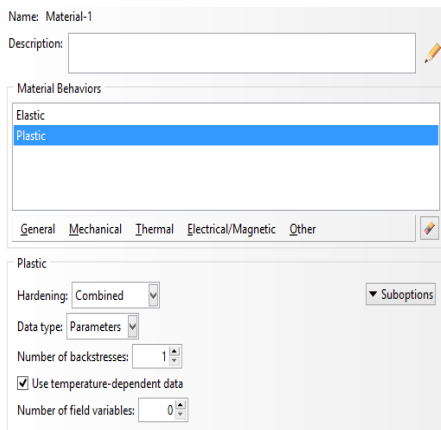 Name: Material-1
Description:
Material Behaviors
Elastic
Plastic
General Mechanical Thermal Electrical/Magnetic Other
Plastic
Hardening: Combined Suboptions
Data type: Parameters
Number of backstresses: 1
Use temperature-dependent data
Number of field variables: 0